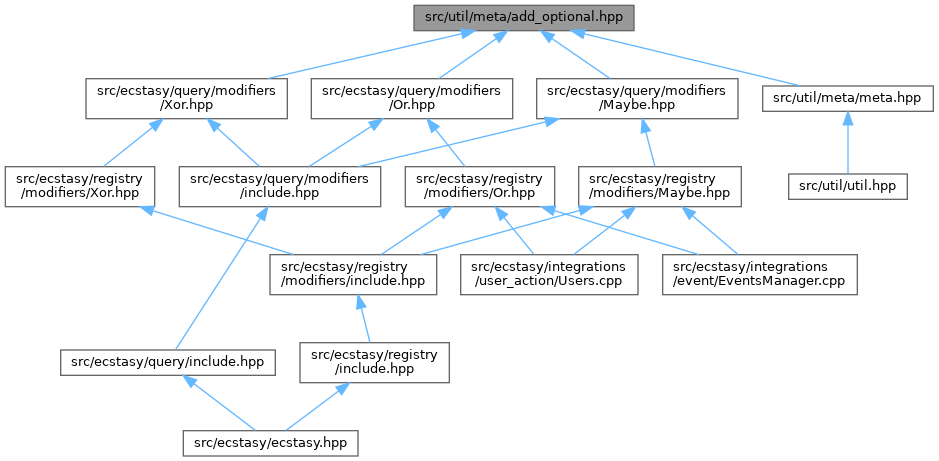 src/util/meta/add_optional.hpp
src/ecstasy/query/modifiers
/Xor.hpp
src/ecstasy/query/modifiers
/Or.hpp
src/ecstasy/query/modifiers
/Maybe.hpp
src/util/meta/meta.hpp
src/ecstasy/registry
/modifiers/Xor.hpp
src/ecstasy/query/modifiers
/include.hpp
src/ecstasy/registry
/modifiers/Or.hpp
src/ecstasy/registry
/modifiers/Maybe.hpp
src/util/util.hpp
src/ecstasy/registry
/modifiers/include.hpp
src/ecstasy/integrations
/user_action/Users.cpp
src/ecstasy/integrations
/event/EventsManager.cpp
src/ecstasy/query/include.hpp
src/ecstasy/registry
/include.hpp
src/ecstasy/ecstasy.hpp